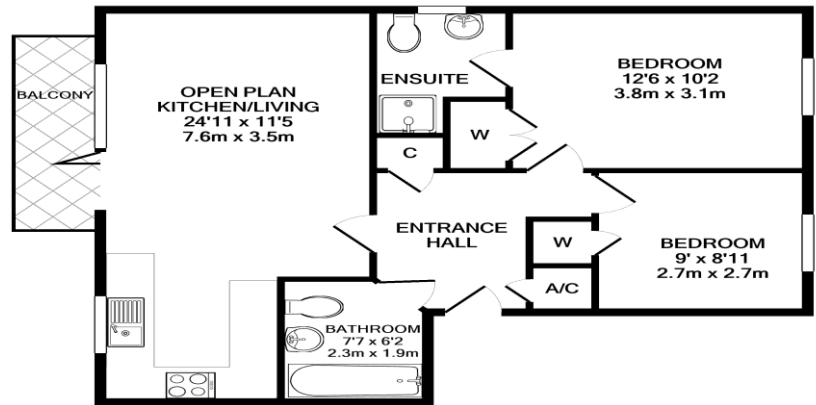 BALCONY
OPEN PLAN
KITCHEN/LIVING
24'11 x 11'5
7.6m x 3.5m
ENSUITE
BEDROOM
12'6 x 10'2
3.8m x 3.1m
W
C
ENTRANCE
HALL
W
A/C
BEDROOM
9' x 8'11
2.7m x 2.7m
BATHROOM
7'7 x 6'2
2.3m x 1.9m